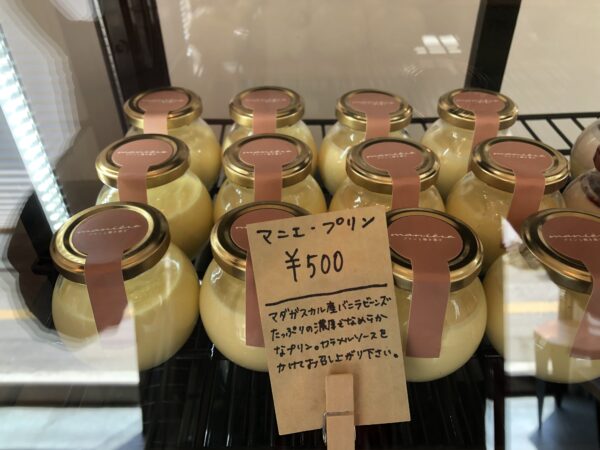 マニエ・プリン
¥500
マダガスカル産バニラビーンズ
たっぷりの濃厚でなめらか
なプリン。カラメルソースを
かけてお召し上がり下さい。